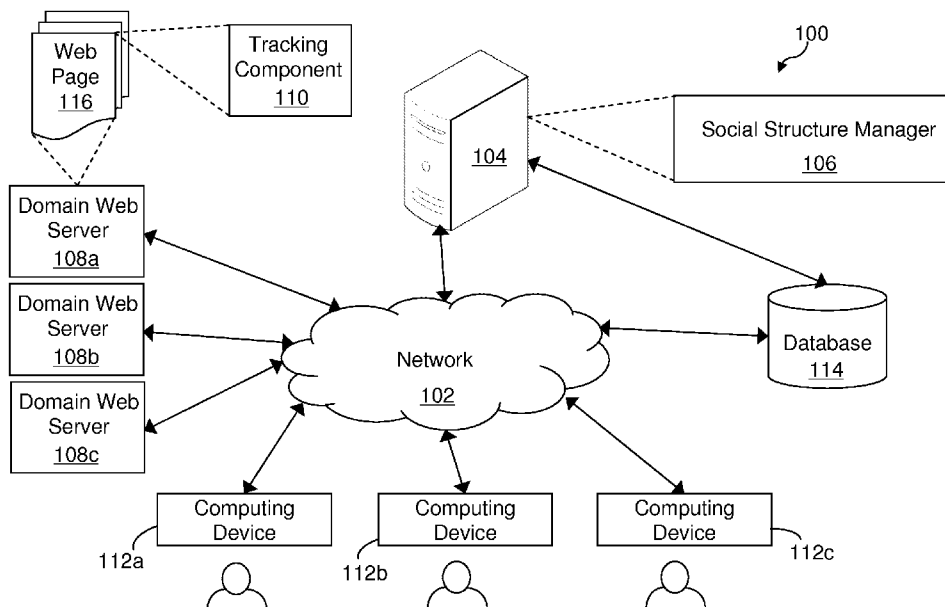 Web
Page
116
Tracking
Component
110
100
104
Social Structure Manager
106
Domain Web
Server
108a
Domain Web
Server
108b
Domain Web
Server
108c
Network
102
Database
114
Computing
Device
112a
Computing
Device
112b
Computing
Device
112c